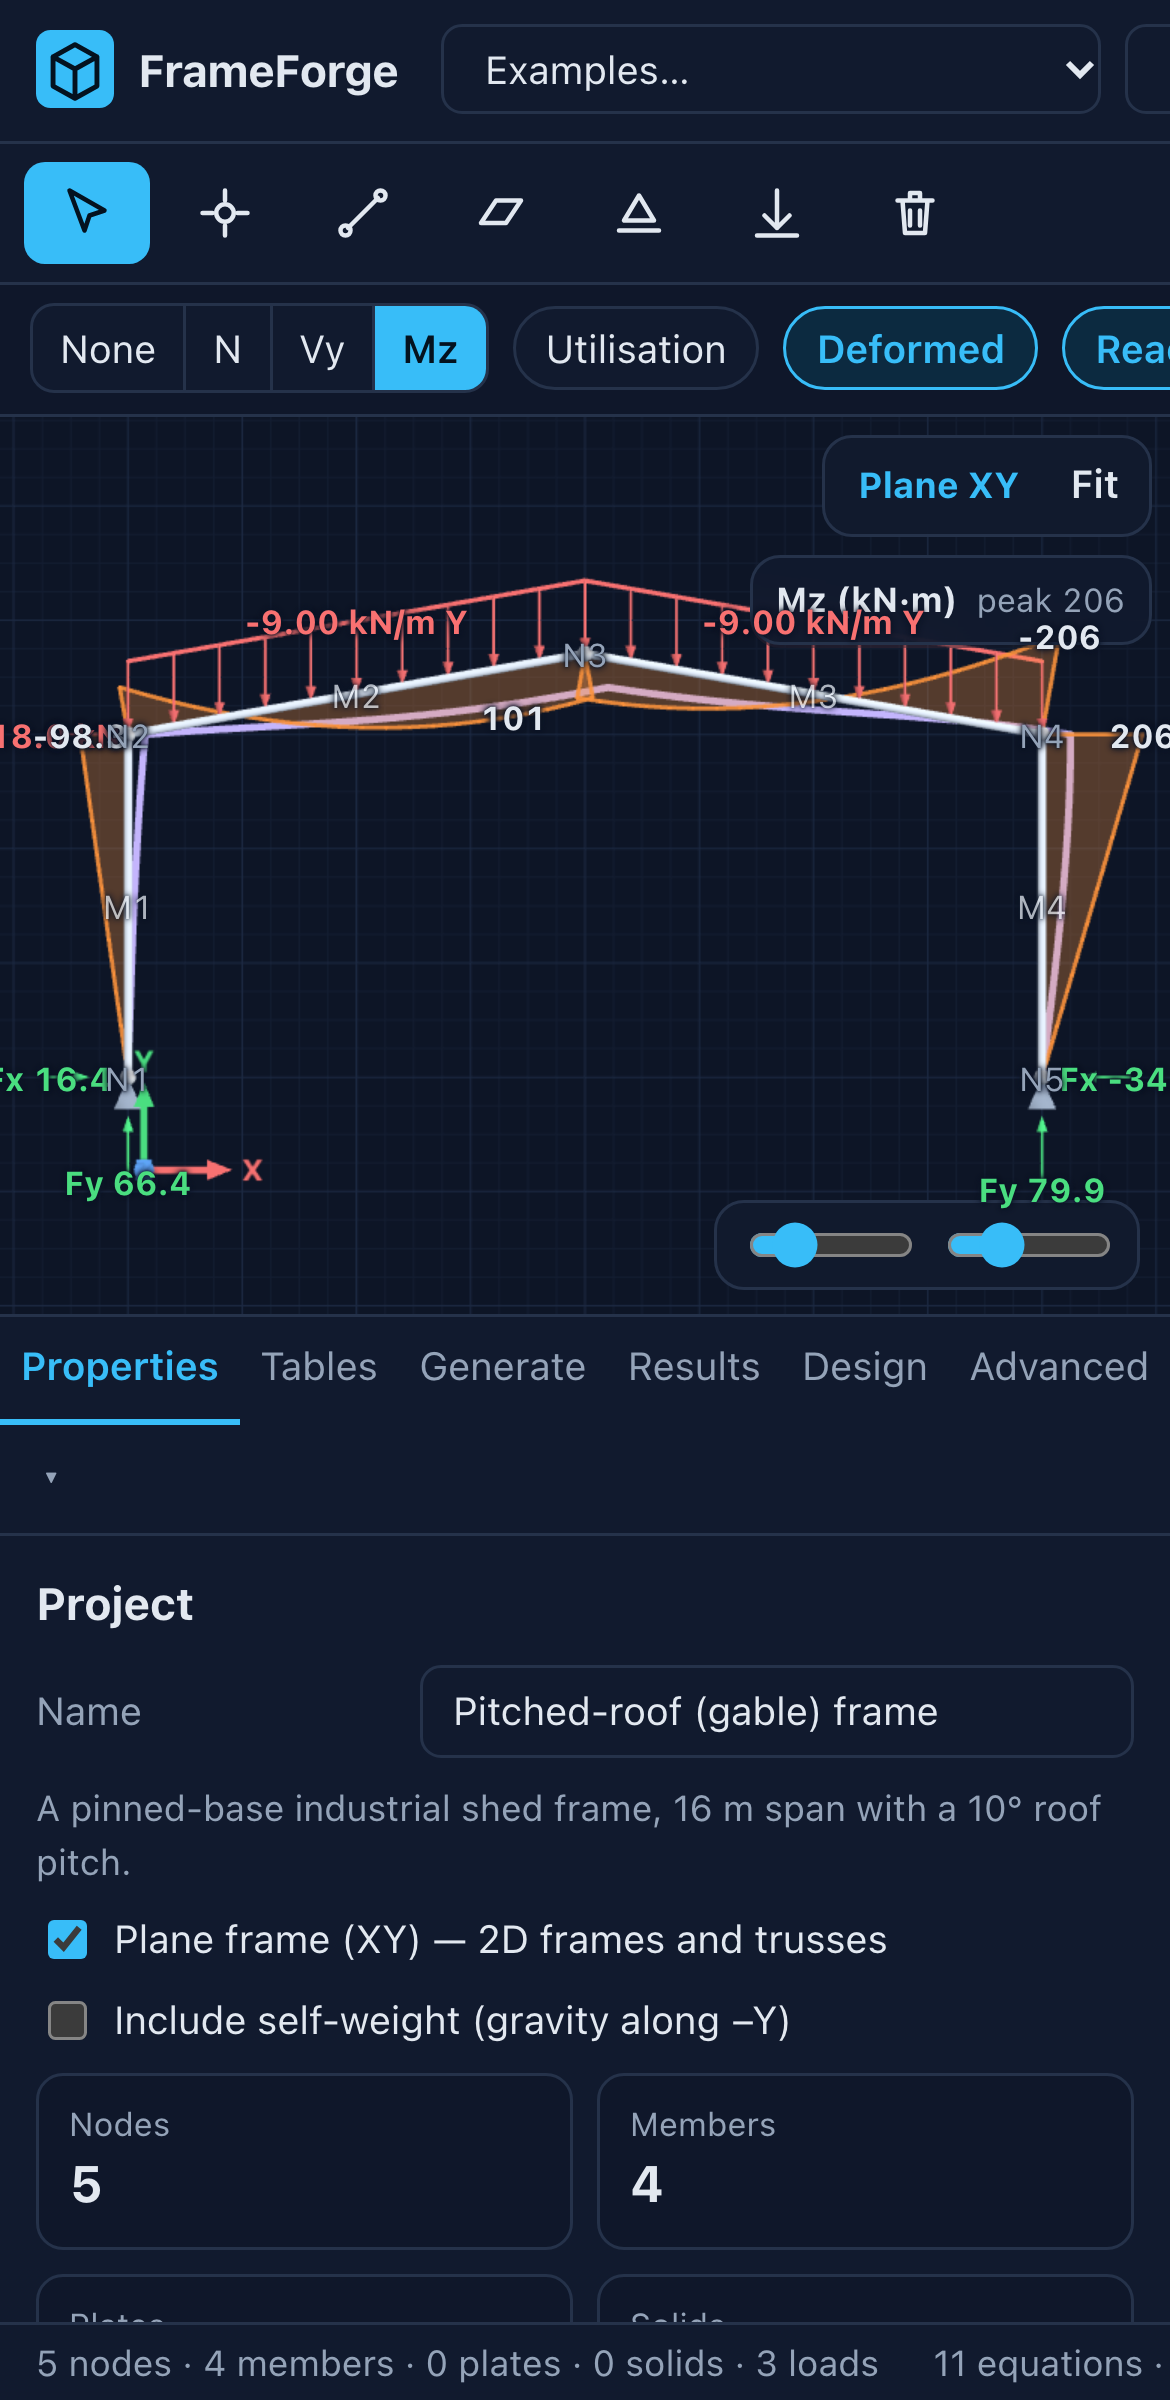 FrameForge
Examples...
None N Vy Mz Utilisation Deformed
Plane XY Fit
Mz (kN·m) peak 206
-9.00 kN/m Y
-9.00 kN/m Y
-206
N3
M2
M3
101
-98.
N2
N4
206
M1
M4
Y
Fx 16.4
N1
N5
Fx -34
X
Fy 66.4
Fy 79.9
Properties Tables Generate Results Design Advanced
Project
Name
Pitched-roof (gable) frame
A pinned-base industrial shed frame, 16 m span with a 10° roof
pitch.
Plane frame (XY) — 2D frames and trusses
Include self-weight (gravity along –Y)
Nodes
5
Members
4
Plates
Solids
5 nodes · 4 members · 0 plates · 0 solids · 3 loads 11 equations ·